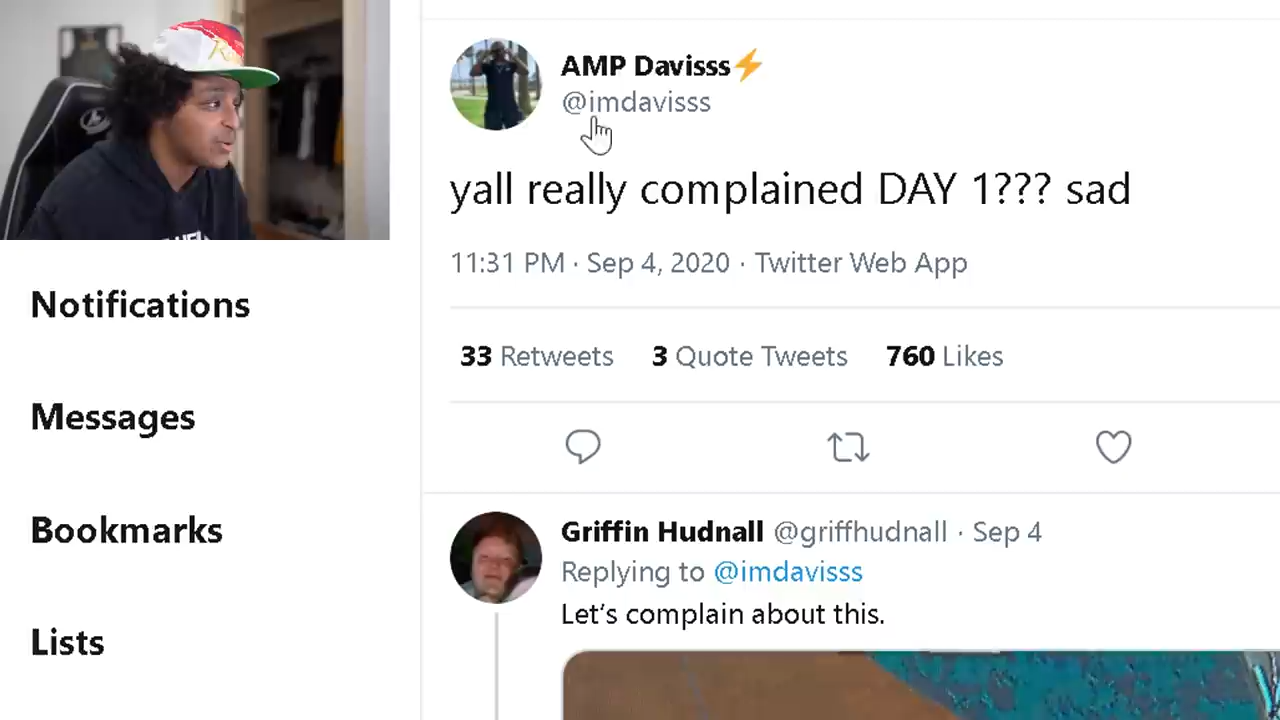 AMP Davisss⚡
@imdavisss
yall really complained DAY 1??? sad
11:31 PM · Sep 4, 2020 · Twitter Web App
33 Retweets 3 Quote Tweets 760 Likes
Notifications
Messages
Bookmarks
Lists
Griffin Hudnall @griffhudnall · Sep 4
Replying to @imdavisss
Let's complain about this.